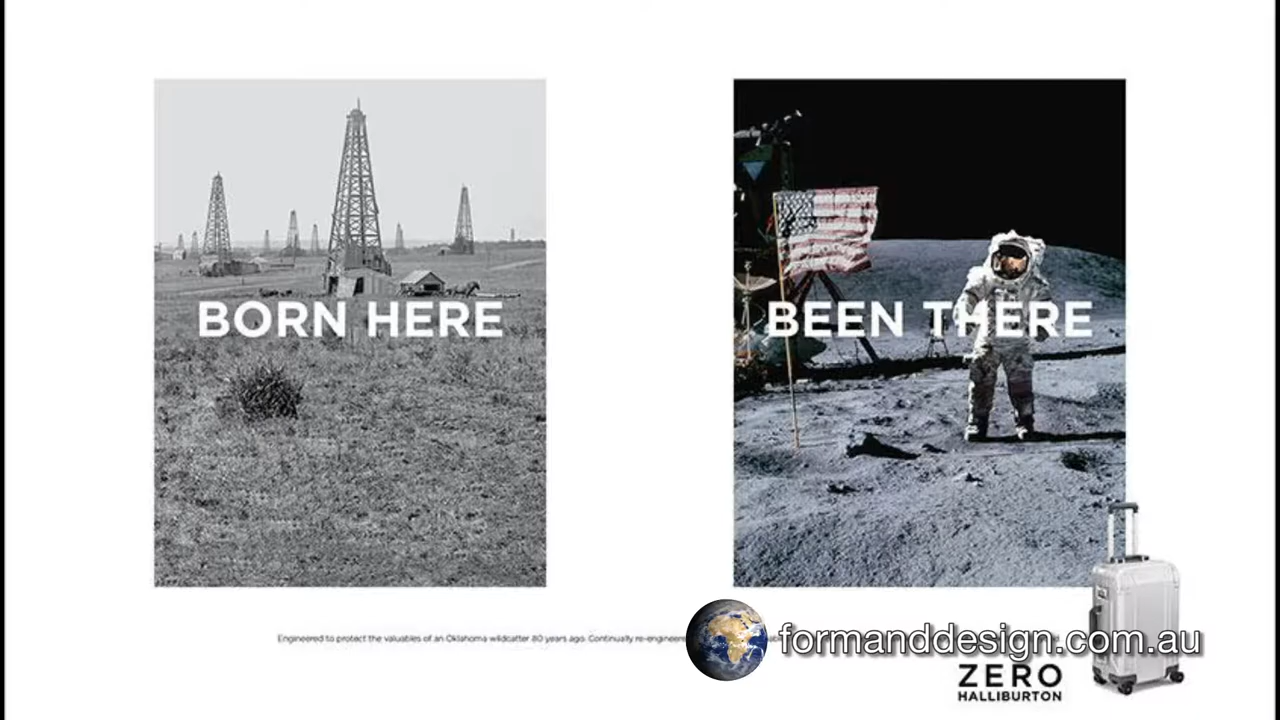 BORN HERE
BEEN THERE
Engineered to protect the valuables of an Oklahoma wildcatter 80 years ago. Continually re-engineered
formanddesign.com.au
ZERO
HALLIBURTON